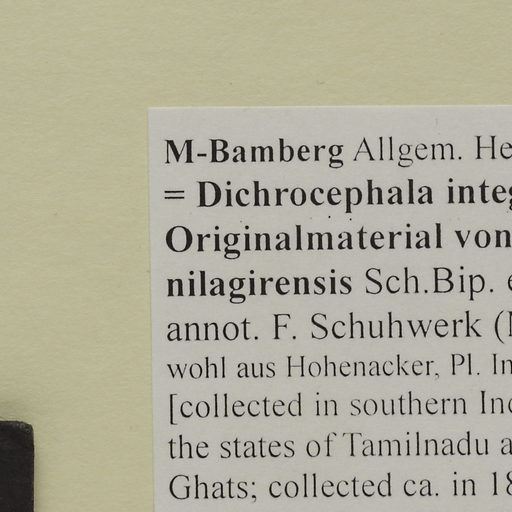 M-Bamberg Allgem. He
= Dichrocephala integ
Originalmaterial von
nilagirensis Sch.Bip. e
annot. F. Schuhwerk (M
wohl aus Hohenacker, Pl. In
[collected in southern Ind
the states of Tamilnadu a
Ghats; collected ca. in 18